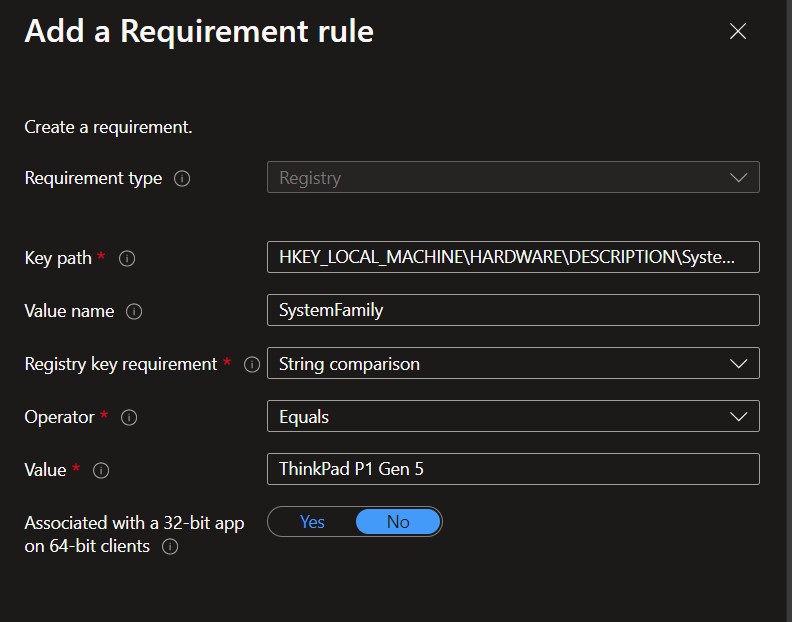 Add a Requirement rule
Create a requirement.
Requirement type
Registry
Key path *
HKEY_LOCAL_MACHINE\HARDWARE\DESCRIPTION\Syste...
Value name
SystemFamily
Registry key requirement *
String comparison
Operator *
Equals
Value *
ThinkPad P1 Gen 5
Associated with a 32-bit app
on 64-bit clients
Yes No